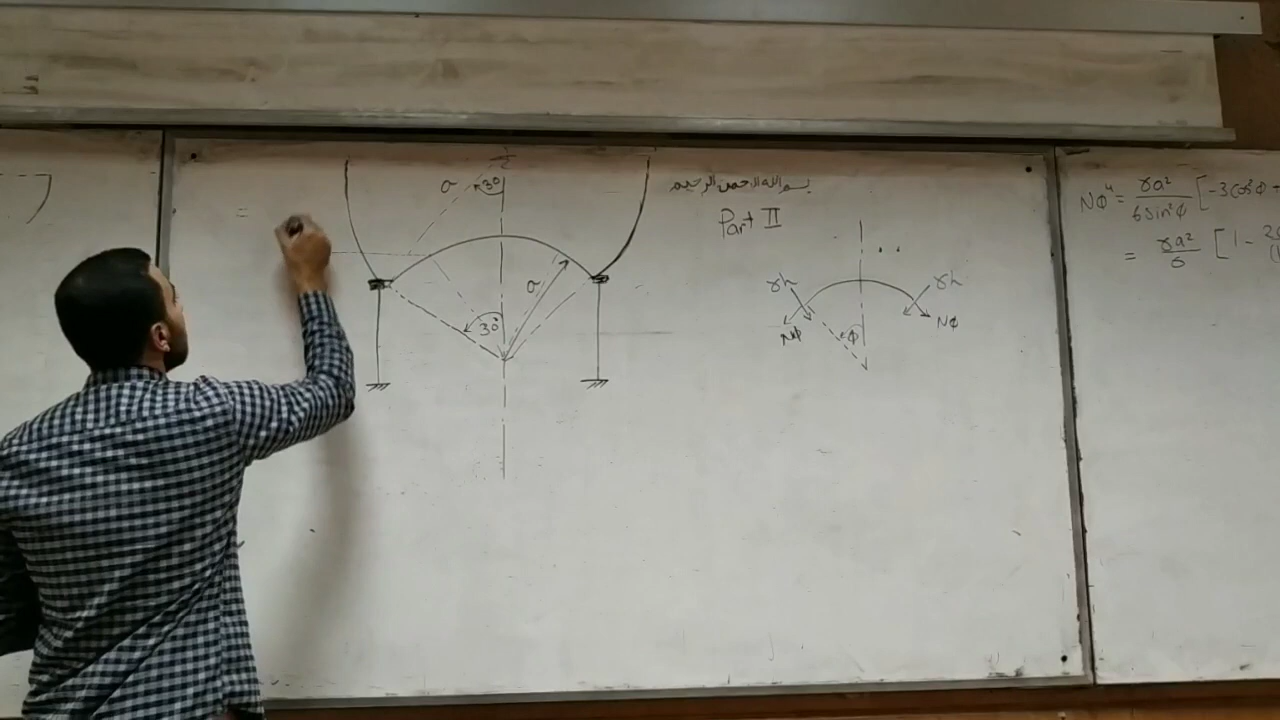 =
a 30
بسم الله الرحمن الرحيم
Part II
a
30°
γh γh
Nϕ Nϕ
ϕ
Nϕ" = γa² / 6sin²ϕ [-3cos²ϕ +
= γa² / 6 [1 -